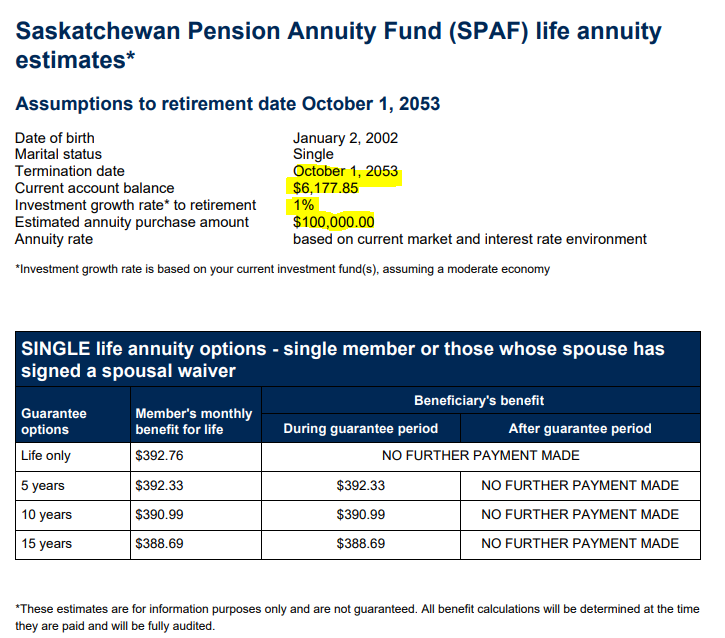 Saskatchewan Pension Annuity Fund (SPAF) life annuity
estimates*
Assumptions to retirement date October 1, 2053
Date of birth January 2, 2002
Marital status Single
Termination date October 1, 2053
Current account balance $6,177.85
Investment growth rate* to retirement 1%
Estimated annuity purchase amount $100,000.00
Annuity rate based on current market and interest rate environment
*Investment growth rate is based on your current investment fund(s), assuming a moderate economy
SINGLE life annuity options - single member or those whose spouse has
signed a spousal waiver
Guarantee options Member's monthly benefit for life Beneficiary's benefit
During guarantee period After guarantee period
Life only $392.76 NO FURTHER PAYMENT MADE
5 years $392.33 $392.33 NO FURTHER PAYMENT MADE
10 years $390.99 $390.99 NO FURTHER PAYMENT MADE
15 years $388.69 $388.69 NO FURTHER PAYMENT MADE
*These estimates are for information purposes only and are not guaranteed. All benefit calculations will be determined at the time
they are paid and will be fully audited.